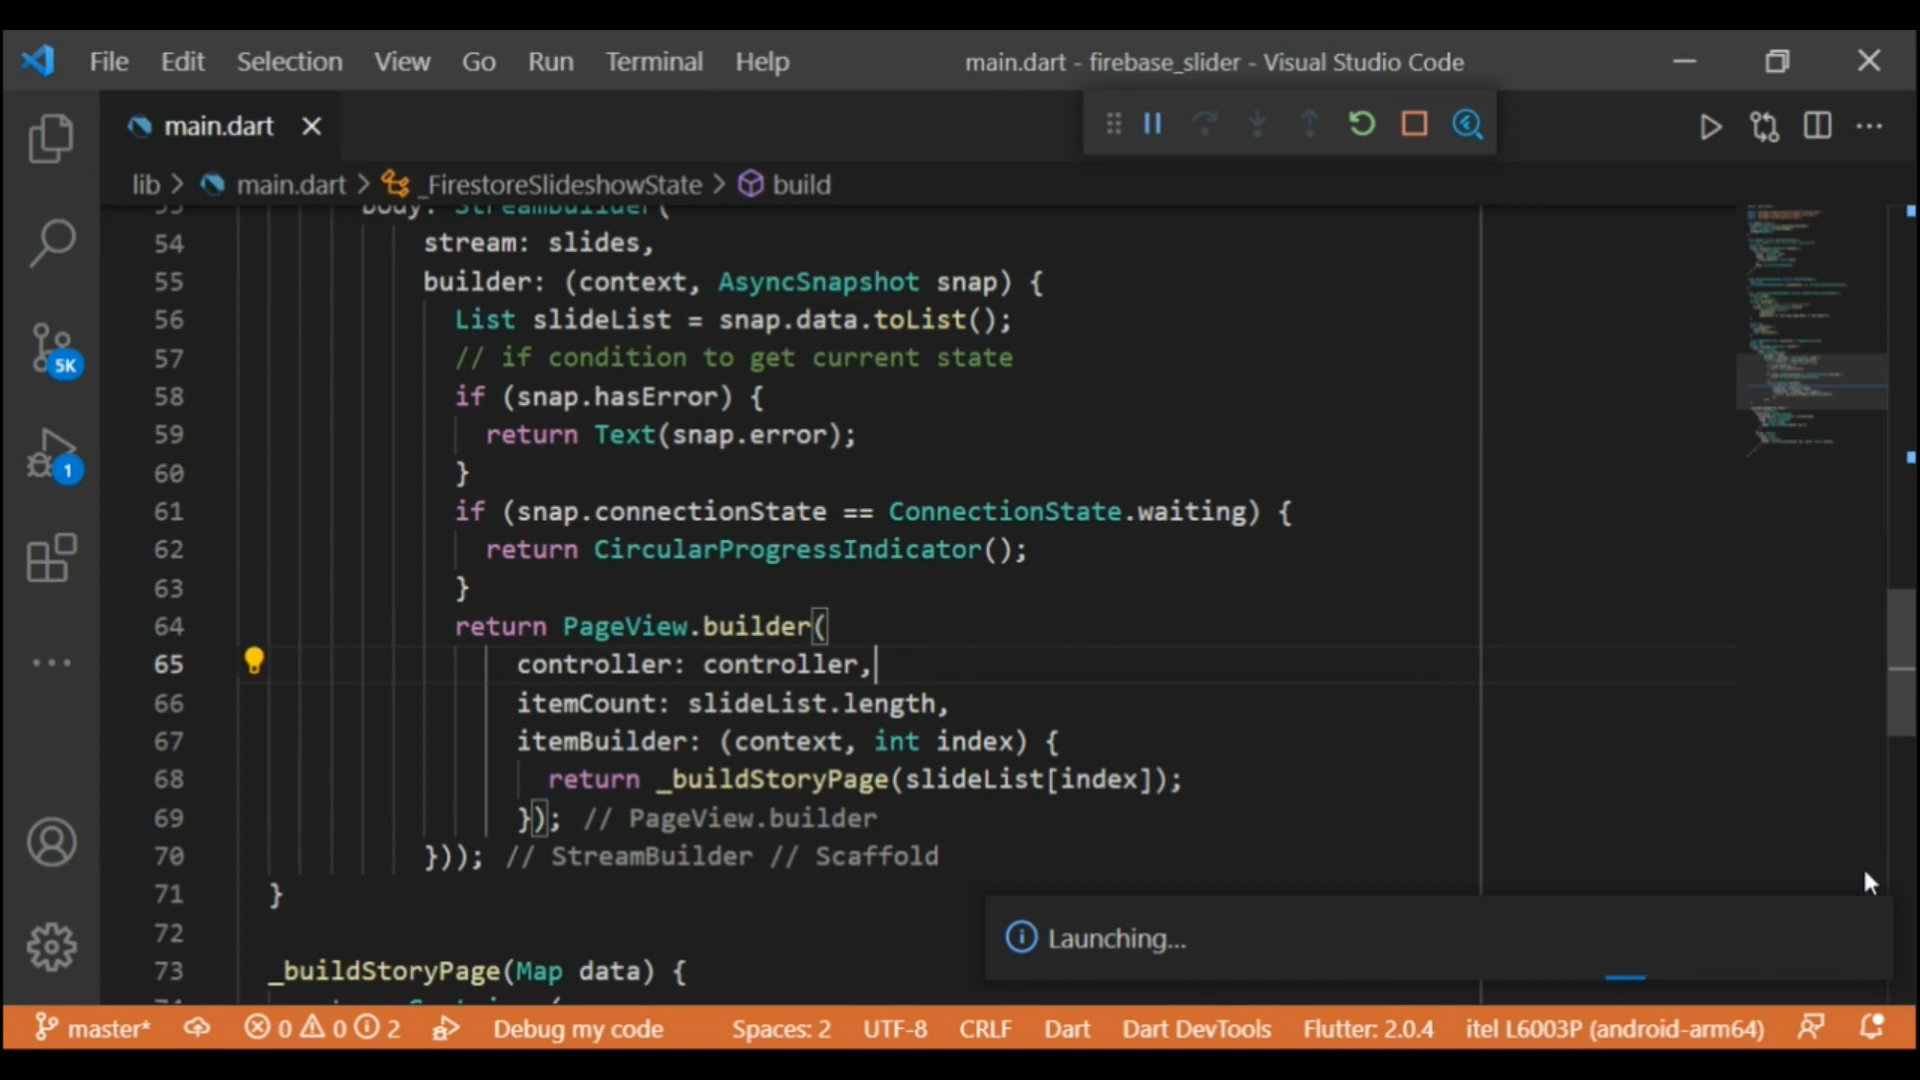 File Edit Selection View Go Run Terminal Help main.dart - firebase_slider - Visual Studio Code
main.dart
lib > main.dart > _FirestoreSlideshowState > build
53 body: StreamBuilder(
54 stream: slides,
55 builder: (context, AsyncSnapshot snap) {
56 List slideList = snap.data.toList();
57 // if condition to get current state
58 if (snap.hasError) {
59 return Text(snap.error);
60 }
61 if (snap.connectionState == ConnectionState.waiting) {
62 return CircularProgressIndicator();
63 }
64 return PageView.builder(
65 controller: controller,
66 itemCount: slideList.length,
67 itemBuilder: (context, int index) {
68 return _buildStoryPage(slideList[index]);
69 }); // PageView.builder
70 })); // StreamBuilder // Scaffold
71 }
72
73 _buildStoryPage(Map data) {
5K
1
Launching...
master* 0 0 2 Debug my code Spaces: 2 UTF-8 CRLF Dart Dart DevTools Flutter: 2.0.4 itel L6003P (android-arm64)